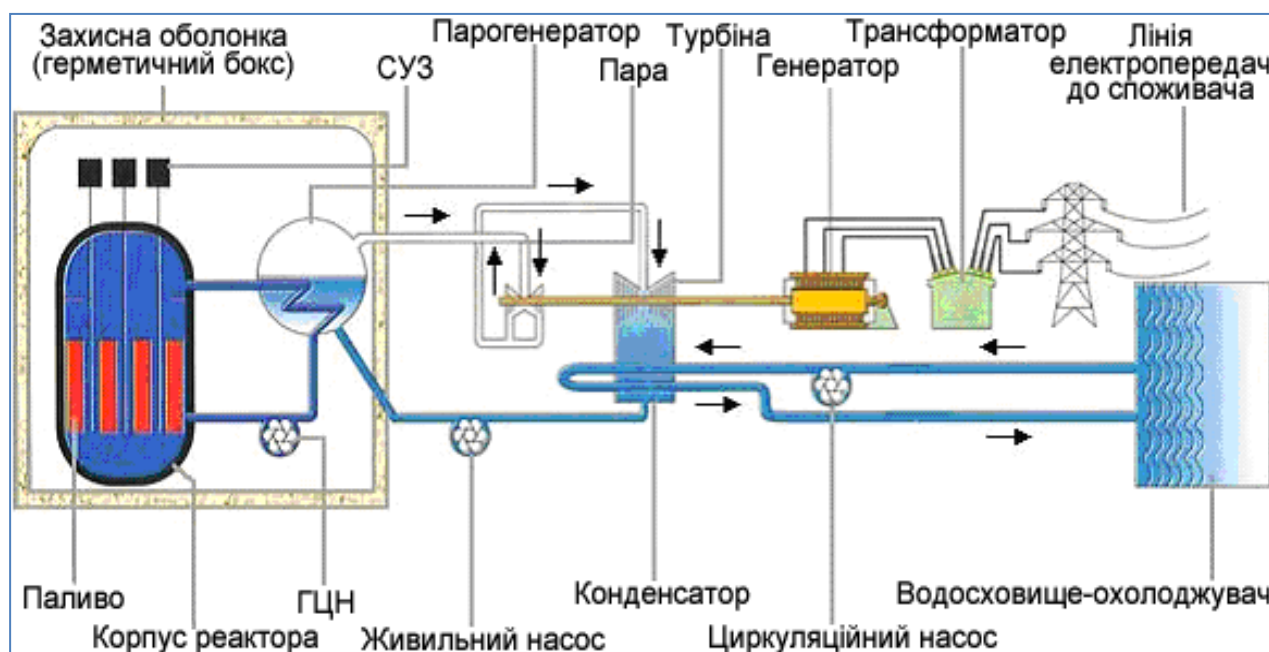 Захисна оболонка
(герметичний бокс)
СУЗ
Парогенератор
Пара
Турбіна
Генератор
Трансформатор
Лінія
електропередач
до споживача
Паливо
Корпус реактора
ГЦН
Живильний насос
Конденсатор
Циркуляційний насос
Водосховище-охолоджувач